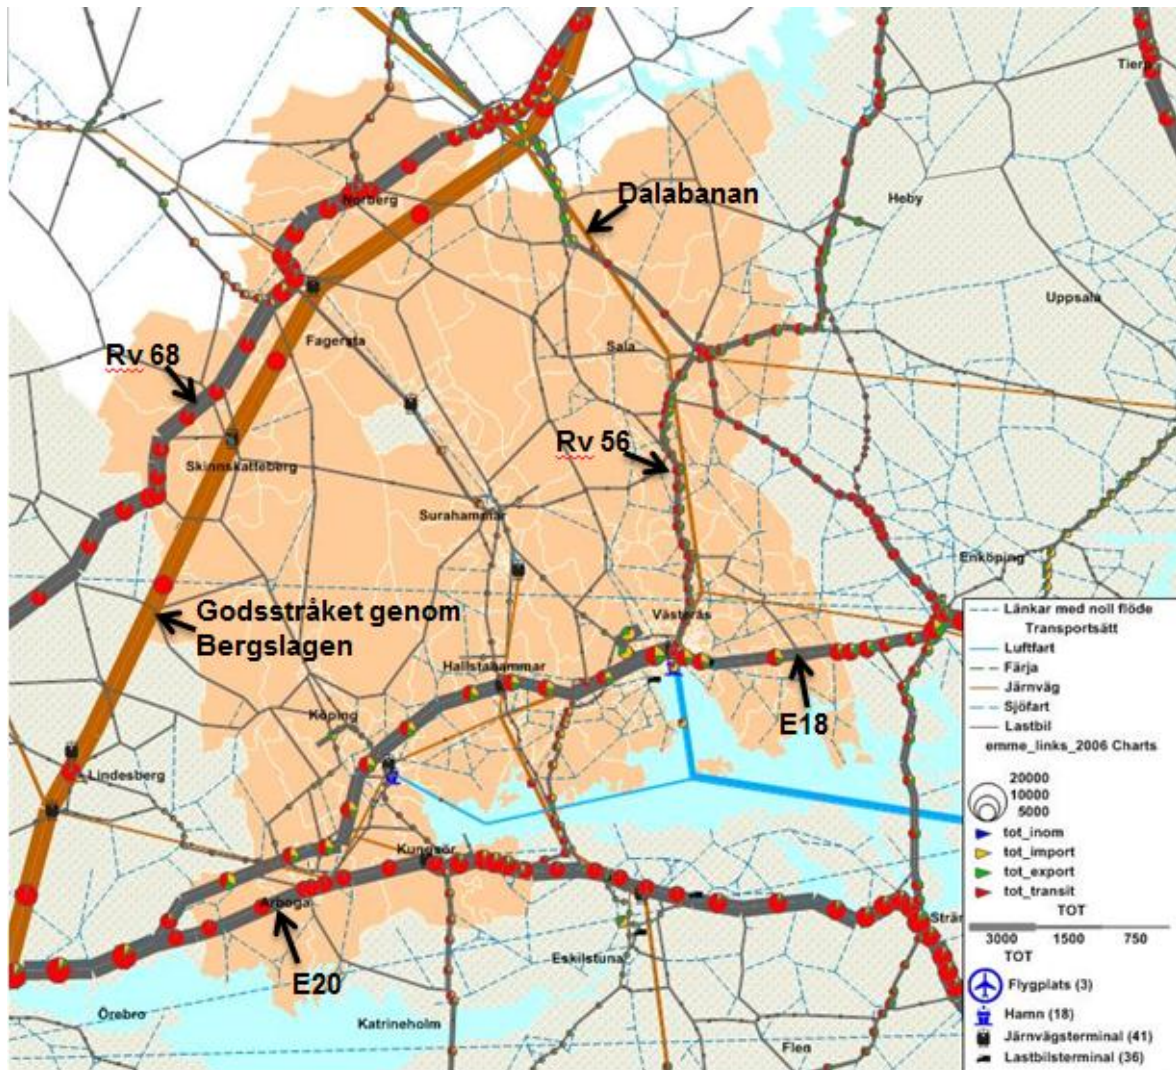 Tierp
Dalabanan
Norberg
Heby
Uppsala
Fagersta
Sala
Rv 68
Rv 56
Skinnskatteberg
Surahammar
Enköping
Godsstråket genom
Bergslagen
Västerås
Hallstahammar
Köping
E18
Lindesberg
Kungsör
Arboga
Strän
E20
Eskilstuna
Örebro
Katrineholm
Flen
Länkar med noll flöde
Transportsätt
Luftfart
Färja
Järnväg
Sjöfart
Lastbil
emme_links_2006 Charts
20000
10000
5000
tot_inom
tot_import
tot_export
tot_transit
TOT
3000 1500 750
TOT
Flygplats (3)
Hamn (18)
Järnvägsterminal (41)
Lastbilsterminal (36)